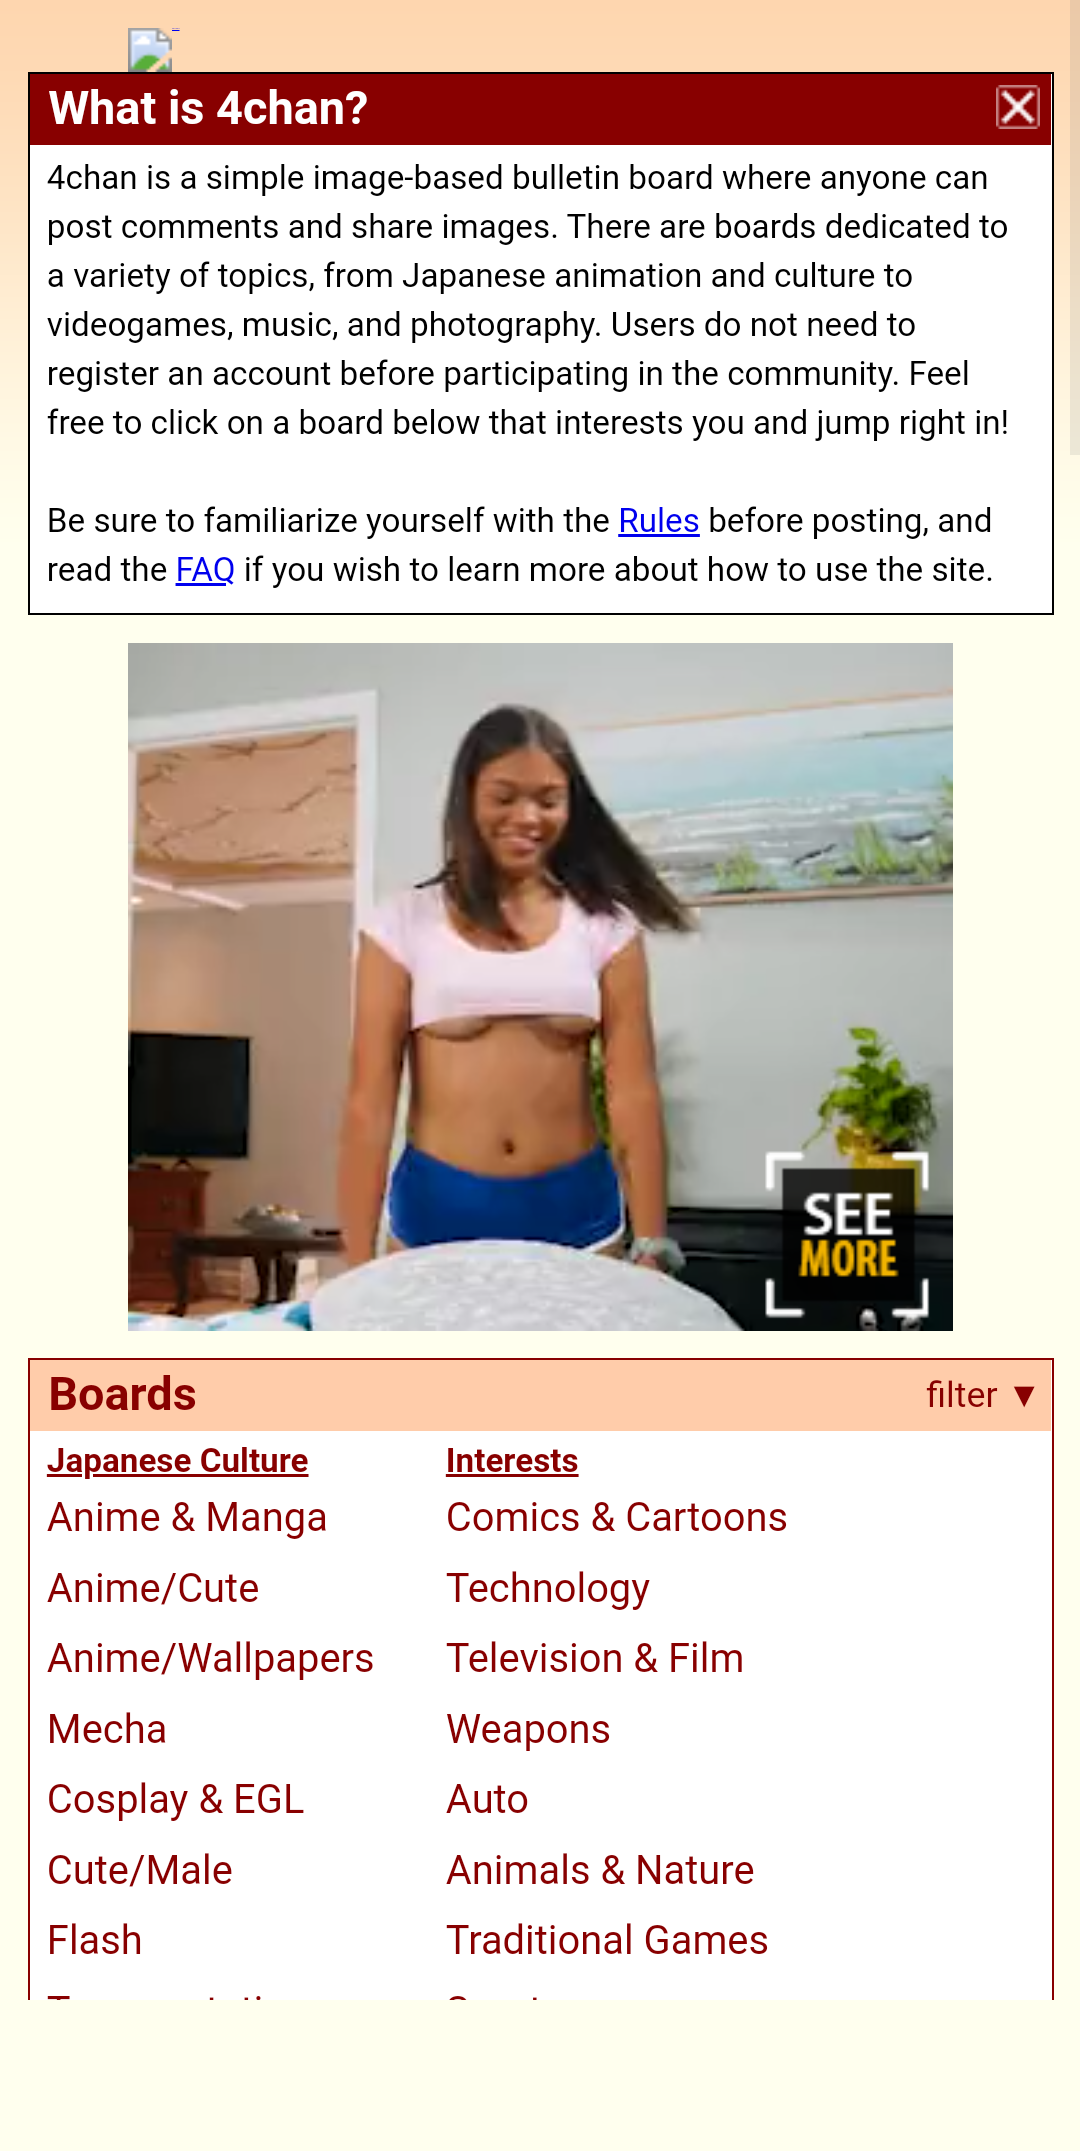 What is 4chan?
4chan is a simple image-based bulletin board where anyone can
post comments and share images. There are boards dedicated to
a variety of topics, from Japanese animation and culture to
videogames, music, and photography. Users do not need to
register an account before participating in the community. Feel
free to click on a board below that interests you and jump right in!
Be sure to familiarize yourself with the Rules before posting, and
read the FAQ if you wish to learn more about how to use the site.
SEE
MORE
Boards
filter ▼
Japanese Culture
Anime & Manga
Anime/Cute
Anime/Wallpapers
Mecha
Cosplay & EGL
Cute/Male
Flash
Interests
Comics & Cartoons
Technology
Television & Film
Weapons
Auto
Animals & Nature
Traditional Games